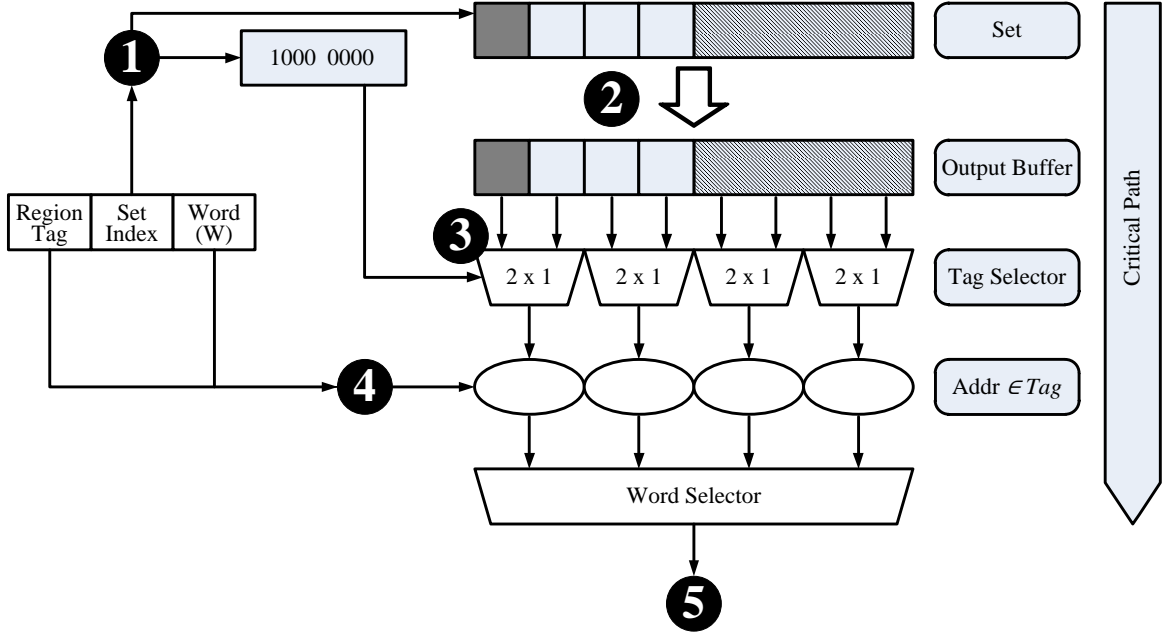 1
Set
1000 0000
2
Output Buffer
Region Tag
Set Index
Word (W)
3
2 x 1
2 x 1
2 x 1
2 x 1
Tag Selector
4
Addr ∈ Tag
Word Selector
5
Critical Path